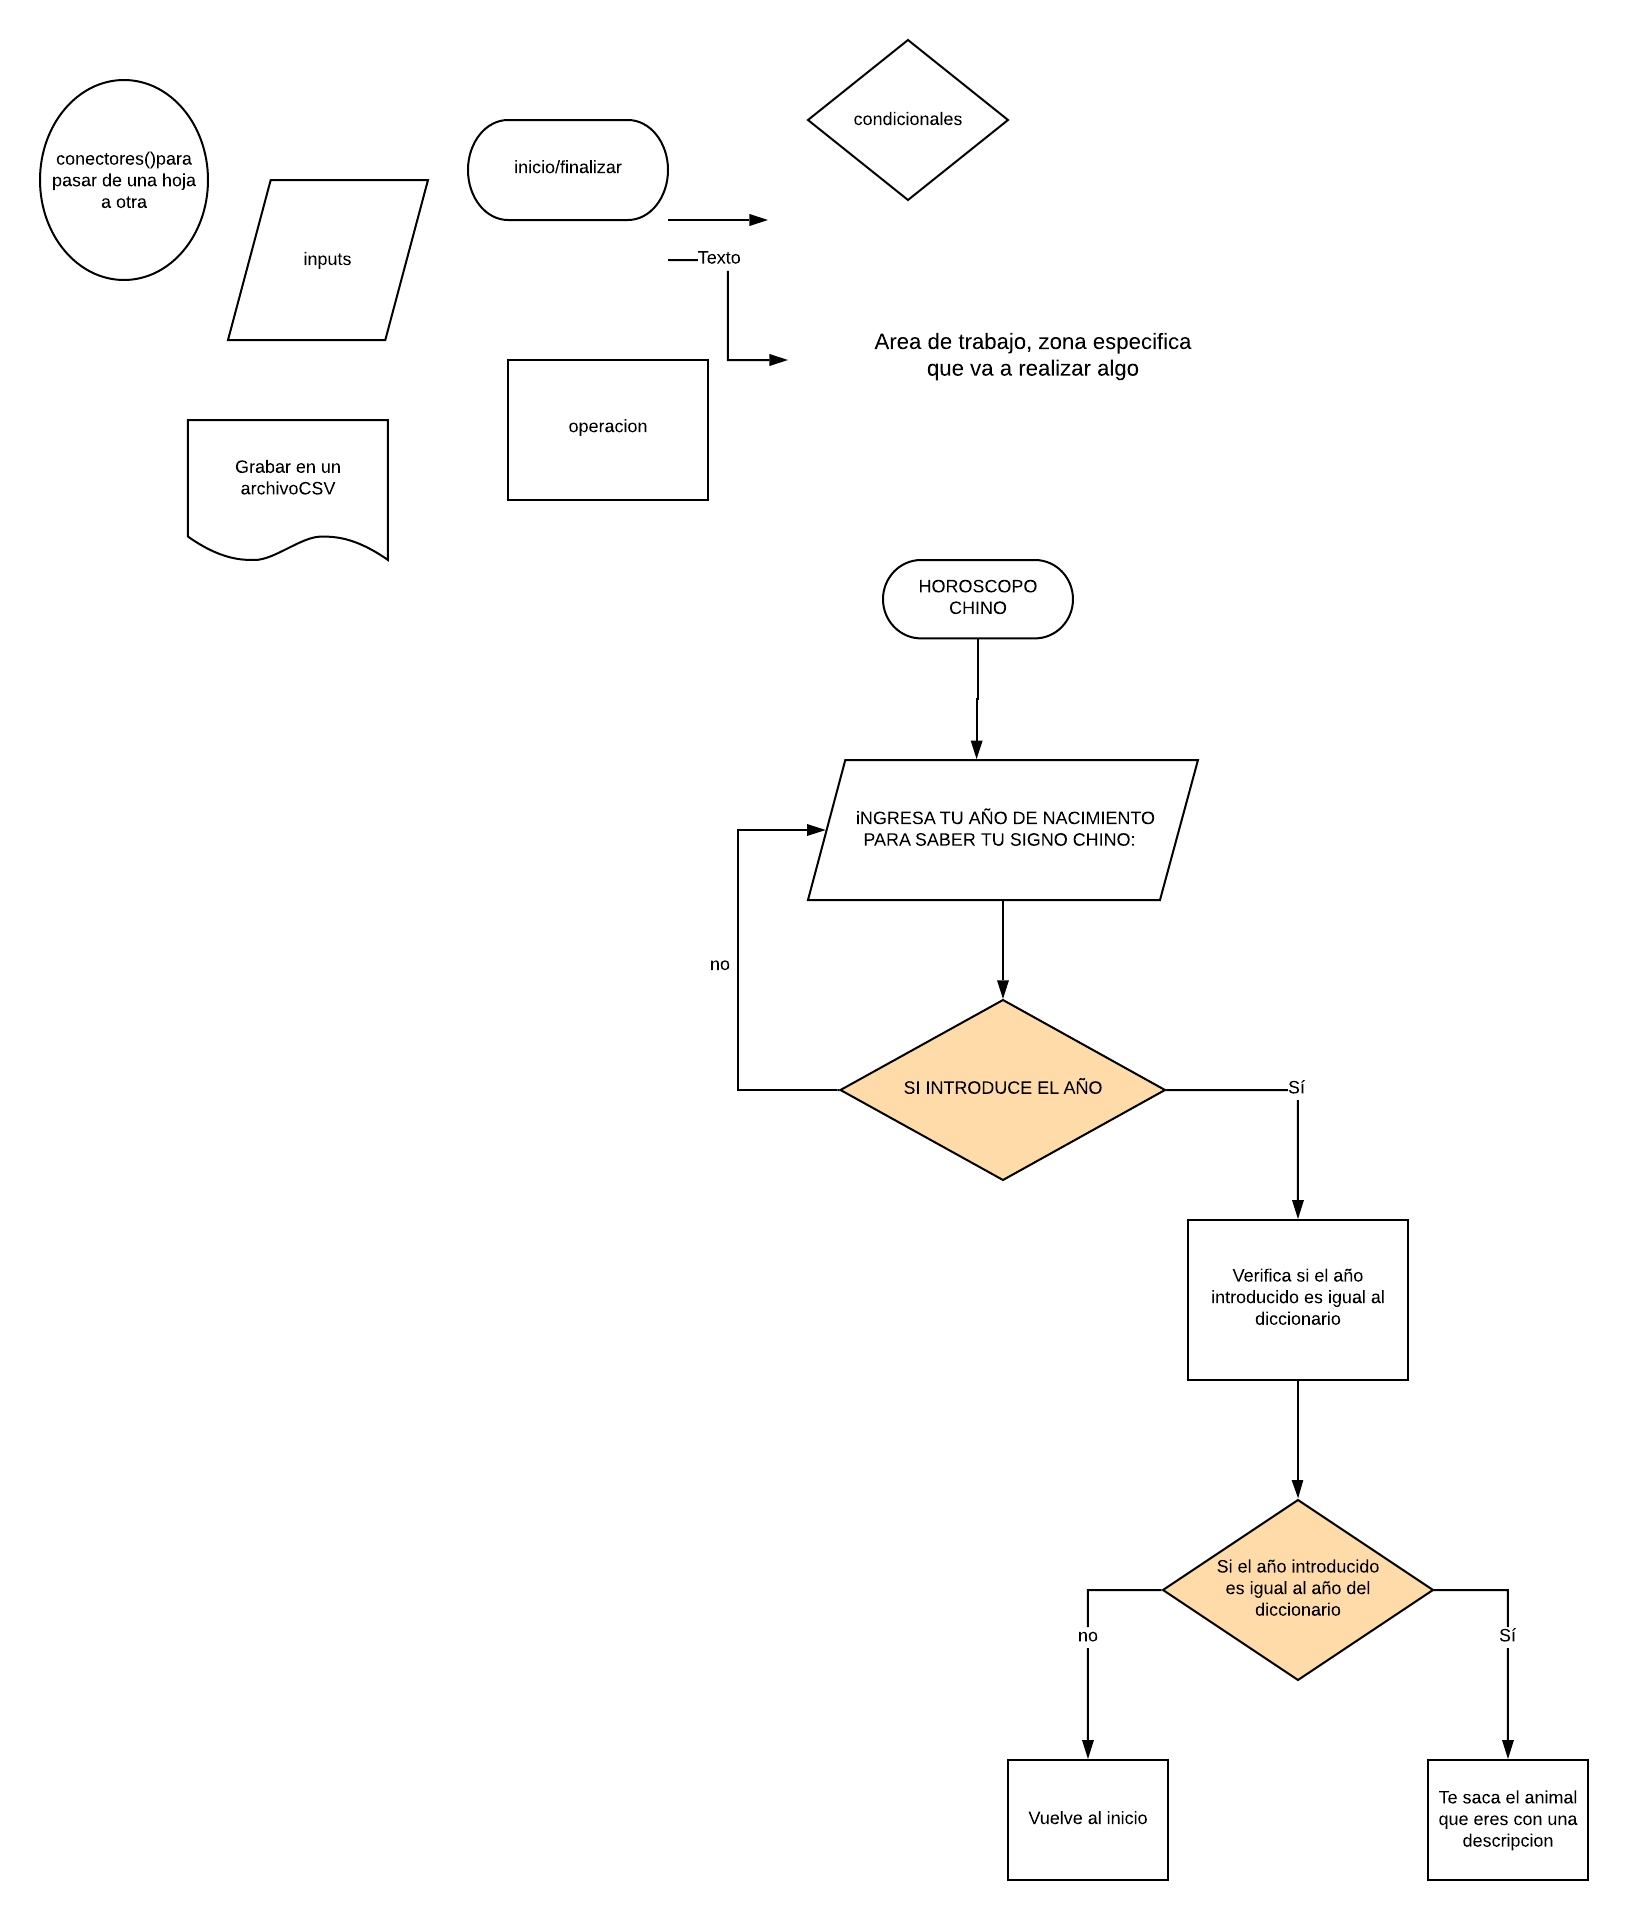 condicionales
conectores()para
pasar de una hoja
a otra
inicio/finalizar
inputs
Texto
Area de trabajo, zona especifica
que va a realizar algo
operacion
Grabar en un
archivoCSV
HOROSCOPO
CHINO
iNGRESA TU AÑO DE NACIMIENTO
PARA SABER TU SIGNO CHINO:
no
SI INTRODUCE EL AÑO
Sí
Verifica si el año
introducido es igual al
diccionario
Si el año introducido
es igual al año del
diccionario
no
Sí
Vuelve al inicio
Te saca el animal
que eres con una
descripcion